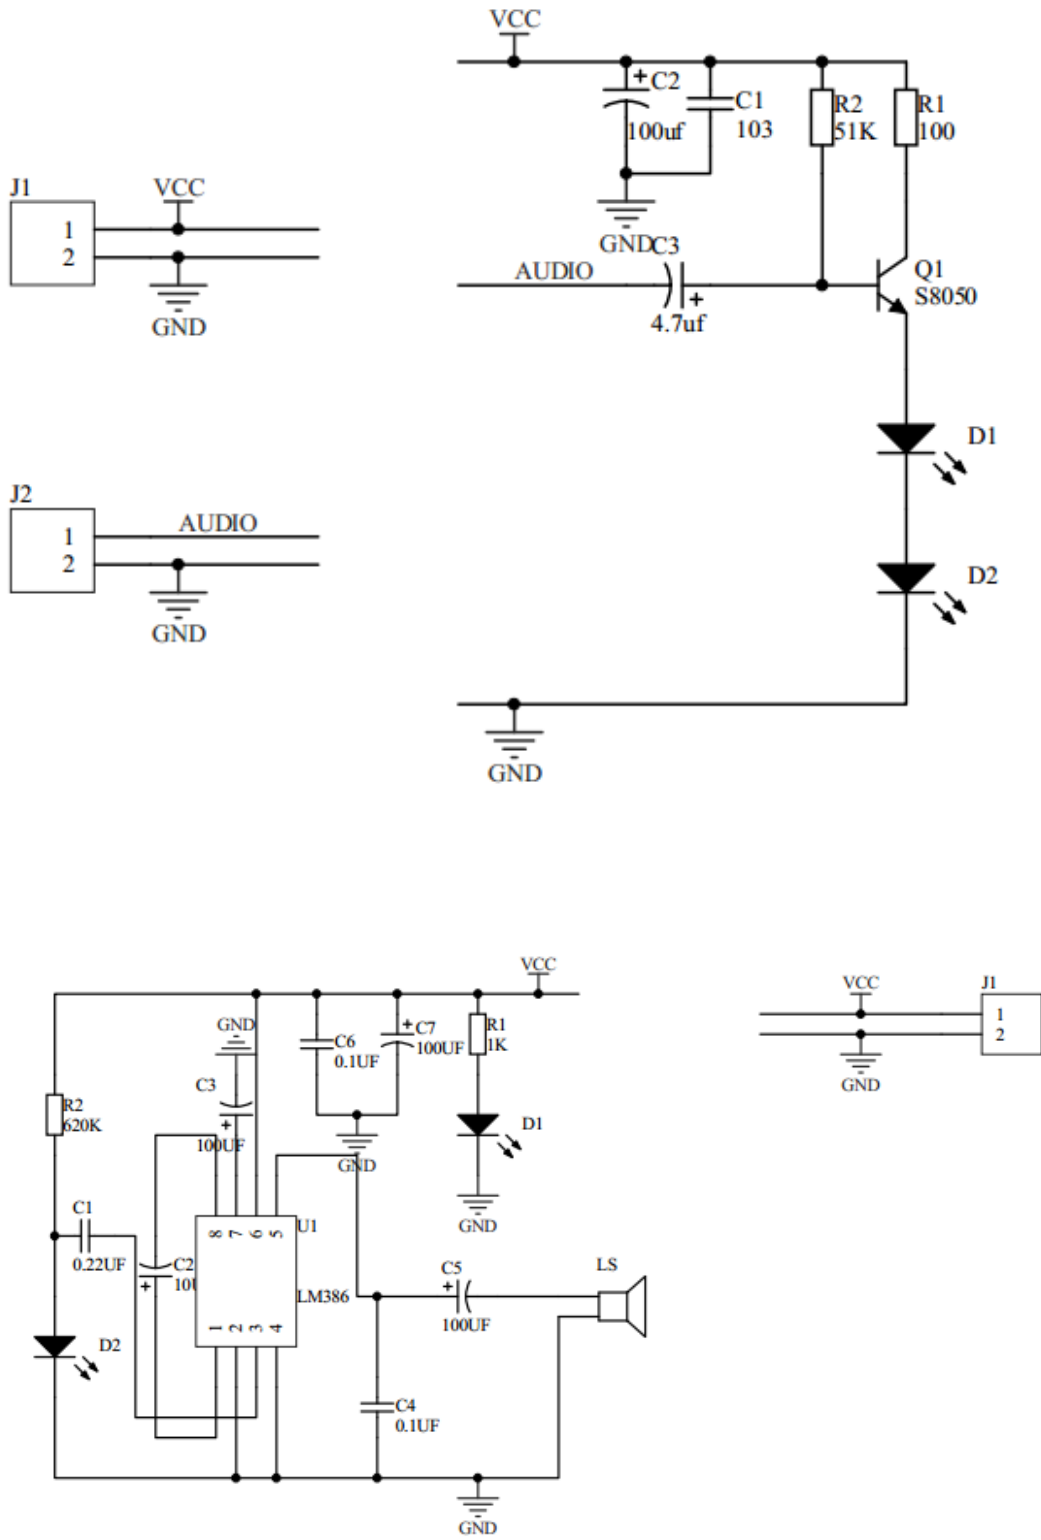 VCC
C2
100uf
C1
103
R2
51K
R1
100
GND
J1
1
2
VCC
GND
AUDIO
C3
4.7uf
Q1
S8050
D1
J2
1
2
AUDIO
GND
D2
GND
VCC
GND
C6
0.1UF
C7
100UF
R1
1K
VCC
J1
1
2
GND
C3
100UF
R2
620K
D1
GND
GND
C1
0.22UF
8 7 6 5
U1
C2
LM386
1 2 3 4
C5
100UF
LS
D2
C4
0.1UF
GND